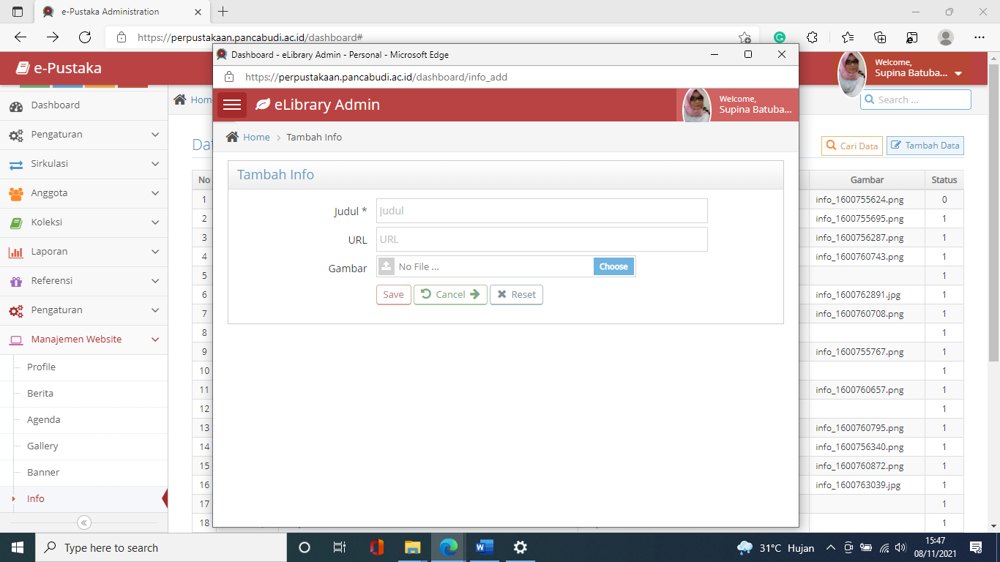 e-Pustaka Administration
https://perpustakaan.pancabudi.ac.id/dashboard#
e-Pustaka
Welcome,
Supina Batuba...
Dashboard
Pengaturan
Sirkulasi
Anggota
Koleksi
Laporan
Referensi
Pengaturan
Manajemen Website
Profile
Berita
Agenda
Gallery
Banner
Info
Search ...
Cari Data
Tambah Data
No Gambar Status
1 info_1600755624.png 0
2 info_1600755695.png 1
3 info_1600756287.png 1
4 info_1600760743.png 1
5 1
6 info_1600762891.jpg 1
7 info_1600760708.png 1
8 1
9 info_1600755767.png 1
10 1
11 info_1600760657.png 1
12 1
13 info_1600760795.png 1
14 info_1600756340.png 1
15 info_1600760872.png 1
16 info_1600763039.jpg 1
17 1
18 1
Dashboard - eLibrary Admin - Personal - Microsoft Edge
https://perpustakaan.pancabudi.ac.id/dashboard/info_add
eLibrary Admin
Welcome,
Supina Batuba...
Home > Tambah Info
Tambah Info
Judul * Judul
URL URL
Gambar No File ... Choose
Save Cancel Reset
Type here to search
31°C Hujan
15:47
08/11/2021